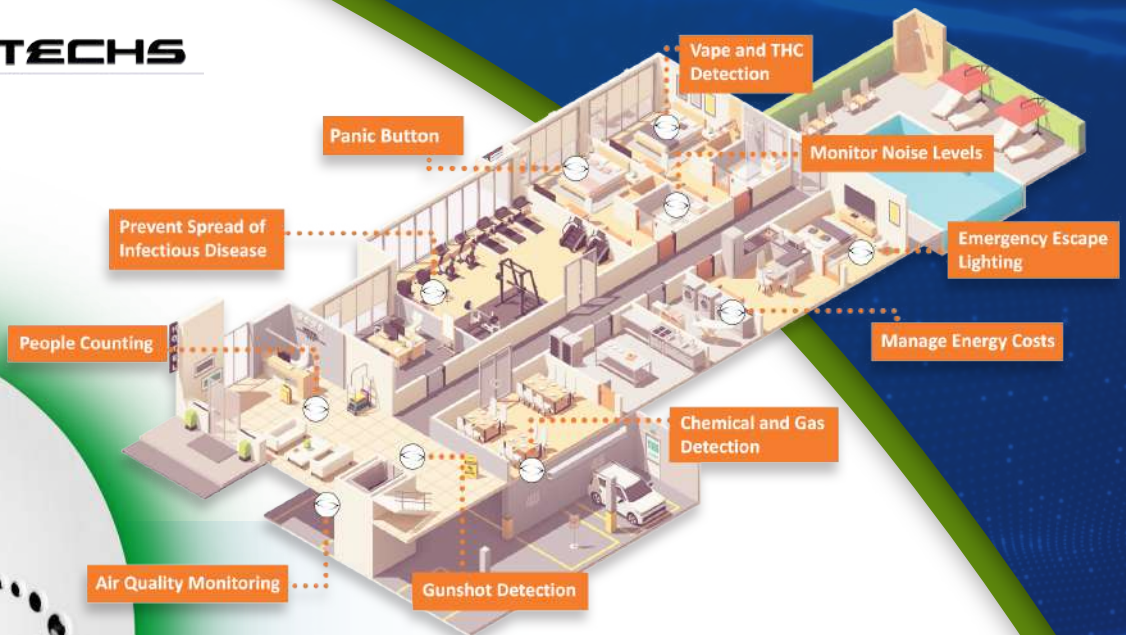 TECHS
Vape and THC
Detection
Panic Button
Monitor Noise Levels
Prevent Spread of
Infectious Disease
Emergency Escape
Lighting
People Counting
Manage Energy Costs
Chemical and Gas
Detection
Air Quality Monitoring
Gunshot Detection